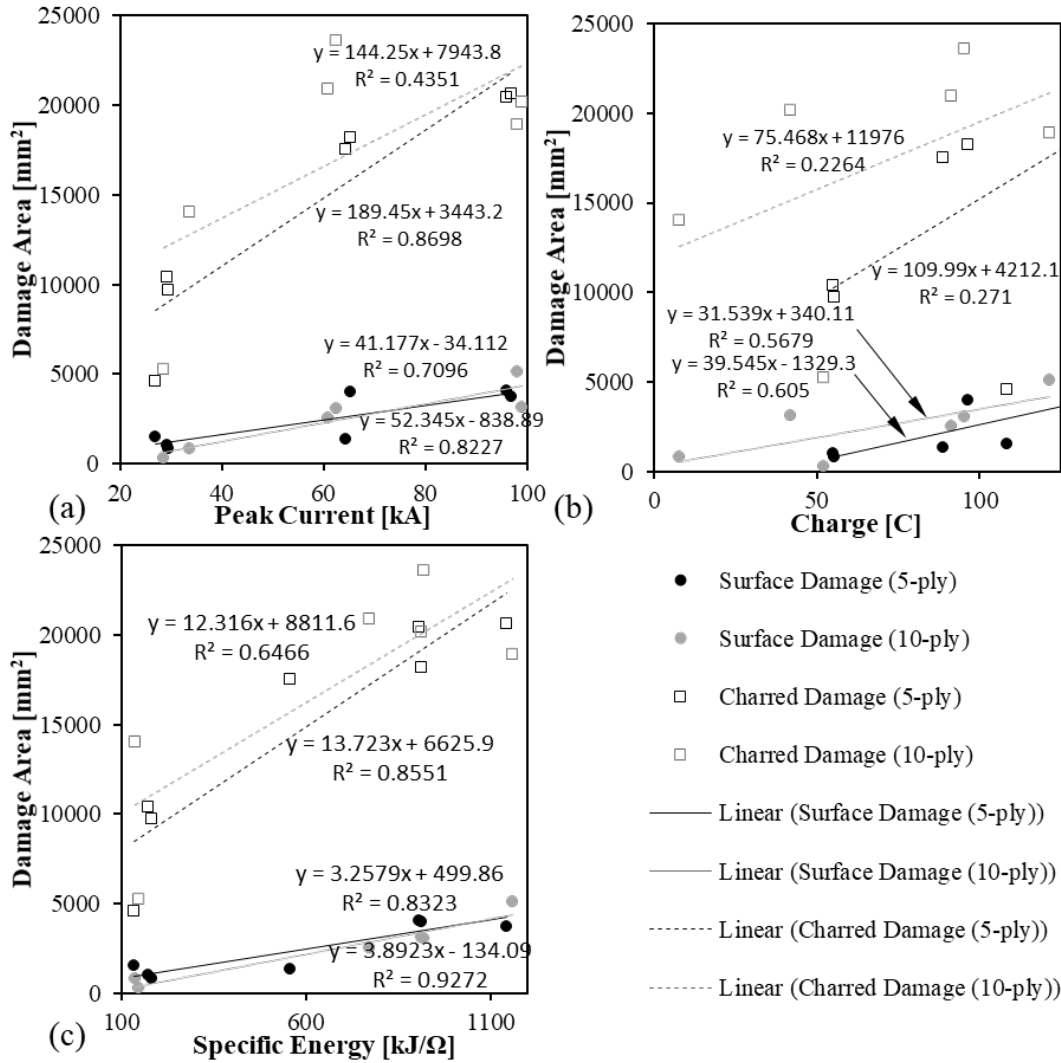 25000
20000
15000
10000
5000
0
Damage Area [mm²]
y = 144.25x + 7943.8
R² = 0.4351
y = 189.45x + 3443.2
R² = 0.8698
y = 41.177x - 34.112
R² = 0.7096
y = 52.345x - 838.89
R² = 0.8227
20 40 60 80 100
(a) Peak Current [kA]
25000
20000
15000
10000
5000
0
Damage Area [mm²]
y = 75.468x + 11976
R² = 0.2264
y = 109.99x + 4212.1
R² = 0.271
y = 31.539x + 340.11
R² = 0.5679
y = 39.545x - 1329.3
R² = 0.605
0 50 100
(b) Charge [C]
25000
20000
15000
10000
5000
0
Damage Area [mm²]
y = 12.316x + 8811.6
R² = 0.6466
y = 13.723x + 6625.9
R² = 0.8551
y = 3.2579x + 499.86
R² = 0.8323
y = 3.8923x - 134.09
R² = 0.9272
100 600 1100
(c) Specific Energy [kJ/Ω]
Surface Damage (5-ply)
Surface Damage (10-ply)
Charred Damage (5-ply)
Charred Damage (10-ply)
Linear (Surface Damage (5-ply))
Linear (Surface Damage (10-ply))
Linear (Charred Damage (5-ply))
Linear (Charred Damage (10-ply))